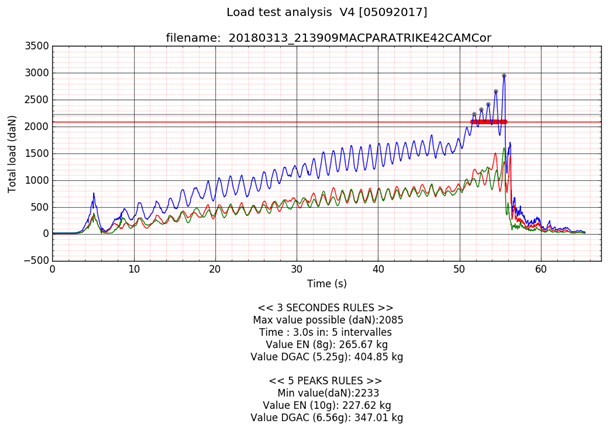 Load test analysis  V4 [05092017]
filename:  20180313_213909MACPARATRIKE42CAMCor
3500
3000
2500
2000
1500
1000
500
0
−500
Total load (daN)
0
10
20
30
40
50
60
Time (s)
<< 3 SECONDES RULES >>
Max value possible (daN):2085
Time : 3.0s in: 5 intervalles
Value EN (8g): 265.67 kg
Value DGAC (5.25g): 404.85 kg
<< 5 PEAKS RULES >>
Min value(daN):2233
Value EN (10g): 227.62 kg
Value DGAC (6.56g): 347.01 kg